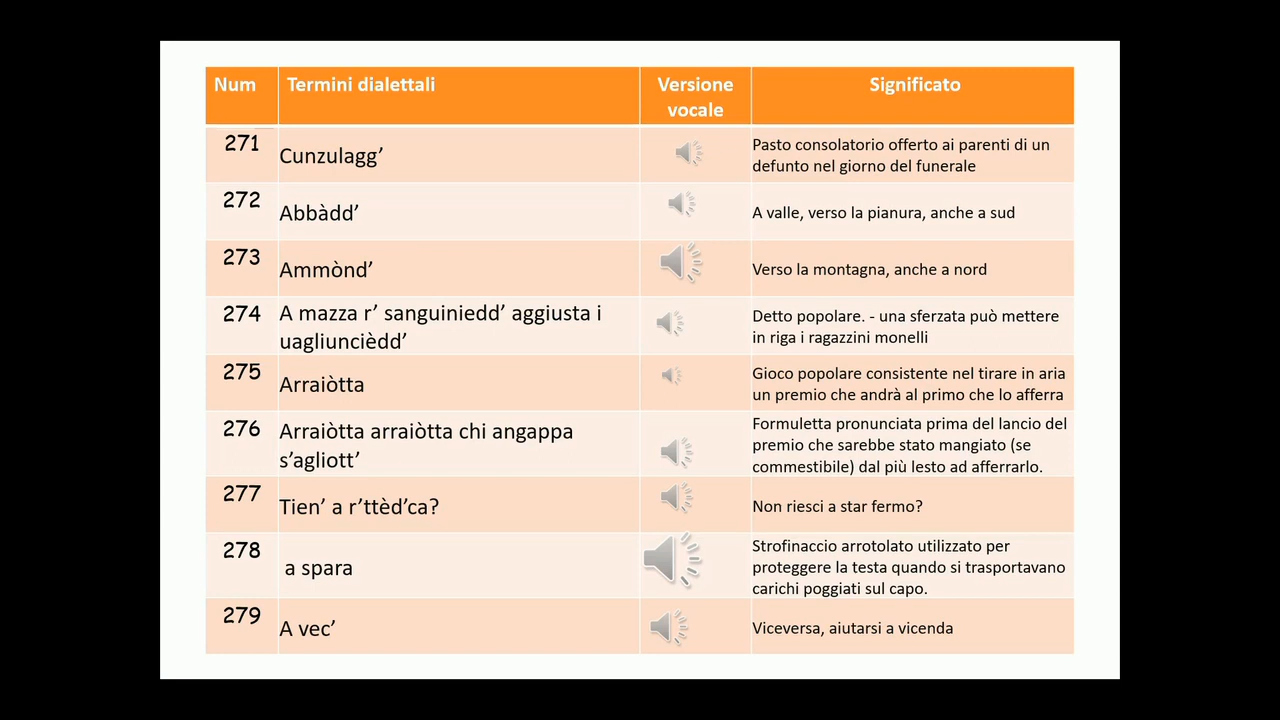 Num Termini dialettali Versione vocale Significato
271 Cunzulagg’ Pasto consolatorio offerto ai parenti di un
defunto nel giorno del funerale
272 Abbàdd’ A valle, verso la pianura, anche a sud
273 Ammònd’ Verso la montagna, anche a nord
274 A mazza r’ sanguiniedd’ aggiusta i
uagliuncièdd’
Detto popolare. - una sferzata può mettere
in riga i ragazzini monelli
275 Arraiòtta Gioco popolare consistente nel tirare in aria
un premio che andrà al primo che lo afferra
276 Arraiòtta arraiòtta chi angappa
s’agliott’
Formuletta pronunciata prima del lancio del
premio che sarebbe stato mangiato (se
commestibile) dal più lesto ad afferrarlo.
277 Tien’ a r’ttèd’ca? Non riesci a star fermo?
278 a spara Strofinaccio arrotolato utilizzato per
proteggere la testa quando si trasportavano
carichi poggiati sul capo.
279 A vec’ Viceversa, aiutarsi a vicenda